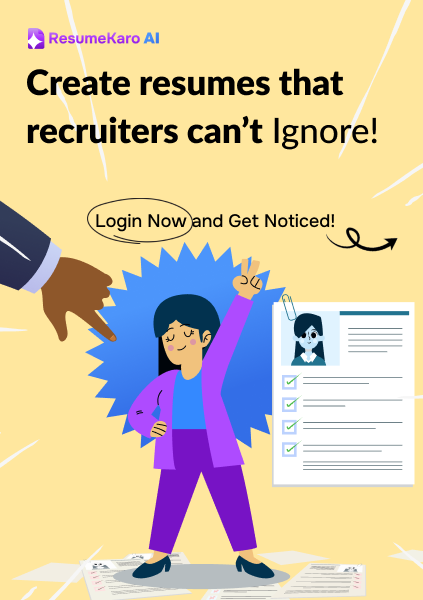 ResumeKaro AI
Create resumes that
recruiters can’t Ignore!
Login Now and Get Noticed!